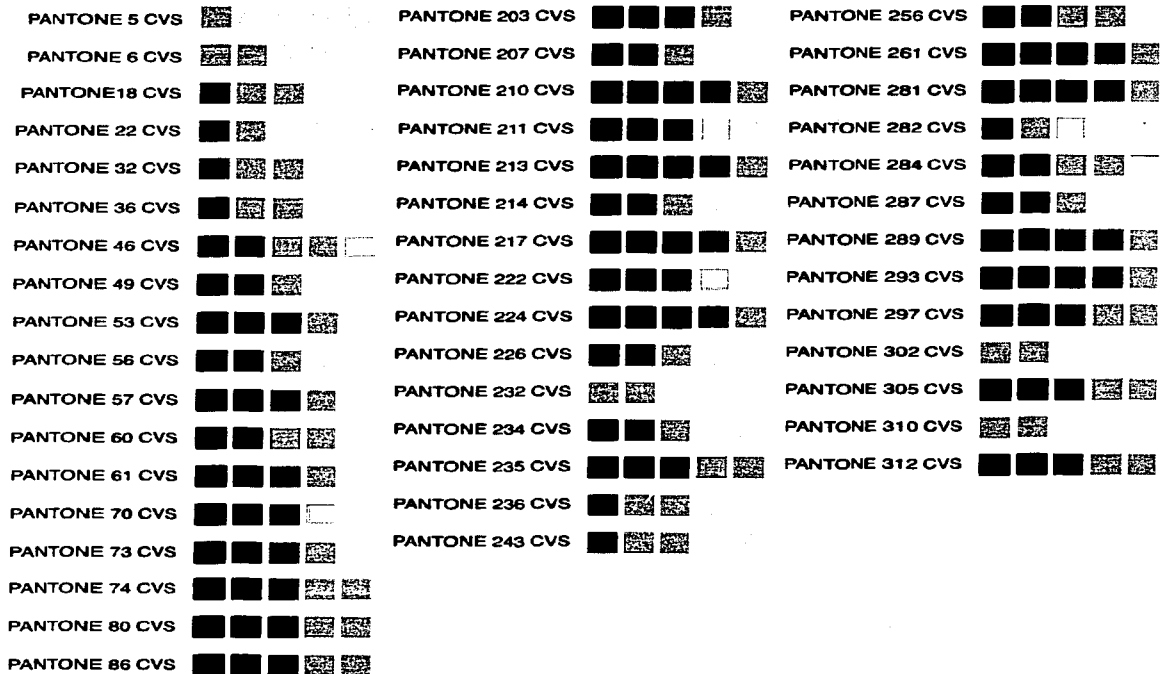 PANTONE 5 CVS
PANTONE 6 CVS
PANTONE18 CVS
PANTONE 22 CVS
PANTONE 32 CVS
PANTONE 36 CVS
PANTONE 46 CVS
PANTONE 49 CVS
PANTONE 53 CVS
PANTONE 56 CVS
PANTONE 57 CVS
PANTONE 60 CVS
PANTONE 61 CVS
PANTONE 70 CVS
PANTONE 73 CVS
PANTONE 74 CVS
PANTONE 80 CVS
PANTONE 86 CVS
PANTONE 203 CVS
PANTONE 207 CVS
PANTONE 210 CVS
PANTONE 211 CVS
PANTONE 213 CVS
PANTONE 214 CVS
PANTONE 217 CVS
PANTONE 222 CVS
PANTONE 224 CVS
PANTONE 226 CVS
PANTONE 232 CVS
PANTONE 234 CVS
PANTONE 235 CVS
PANTONE 236 CVS
PANTONE 243 CVS
PANTONE 256 CVS
PANTONE 261 CVS
PANTONE 281 CVS
PANTONE 282 CVS
PANTONE 284 CVS
PANTONE 287 CVS
PANTONE 289 CVS
PANTONE 293 CVS
PANTONE 297 CVS
PANTONE 302 CVS
PANTONE 305 CVS
PANTONE 310 CVS
PANTONE 312 CVS